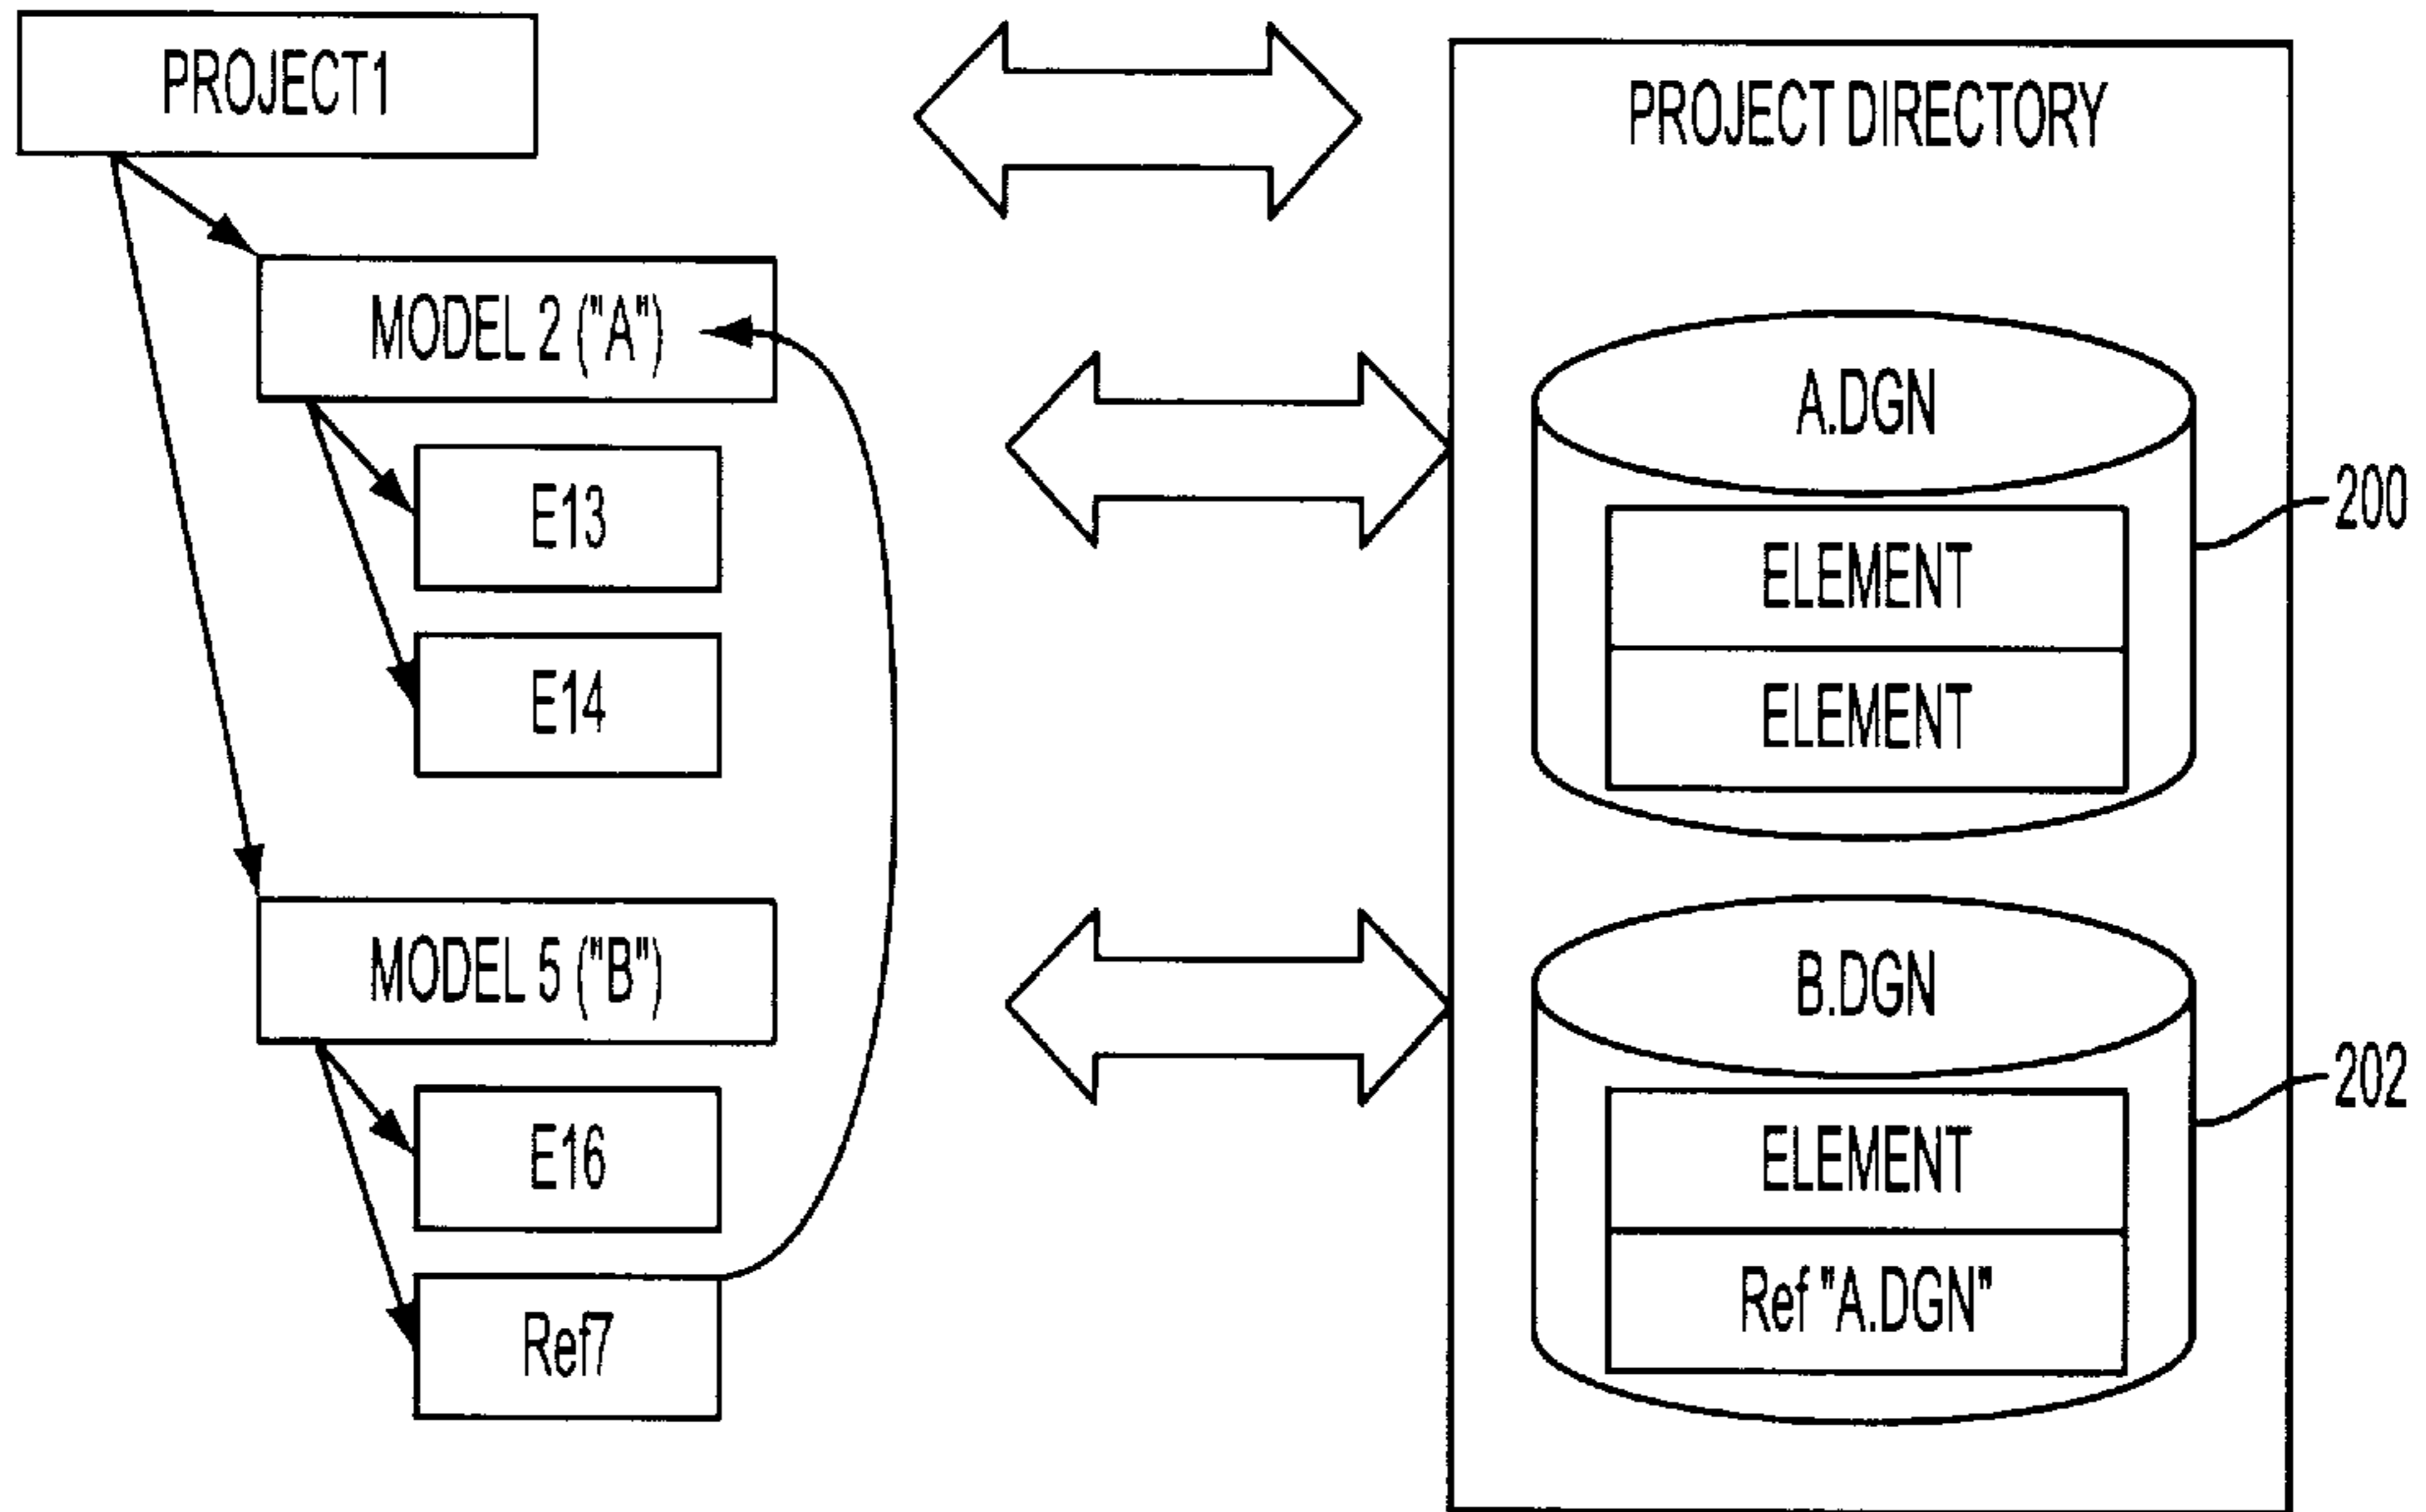 PROJECT1
MODEL 2 ("A")
E13
E14
MODEL 5 ("B")
E16
Ref7
PROJECT DIRECTORY
A.DGN
ELEMENT
ELEMENT
200
B.DGN
ELEMENT
Ref "A.DGN"
202